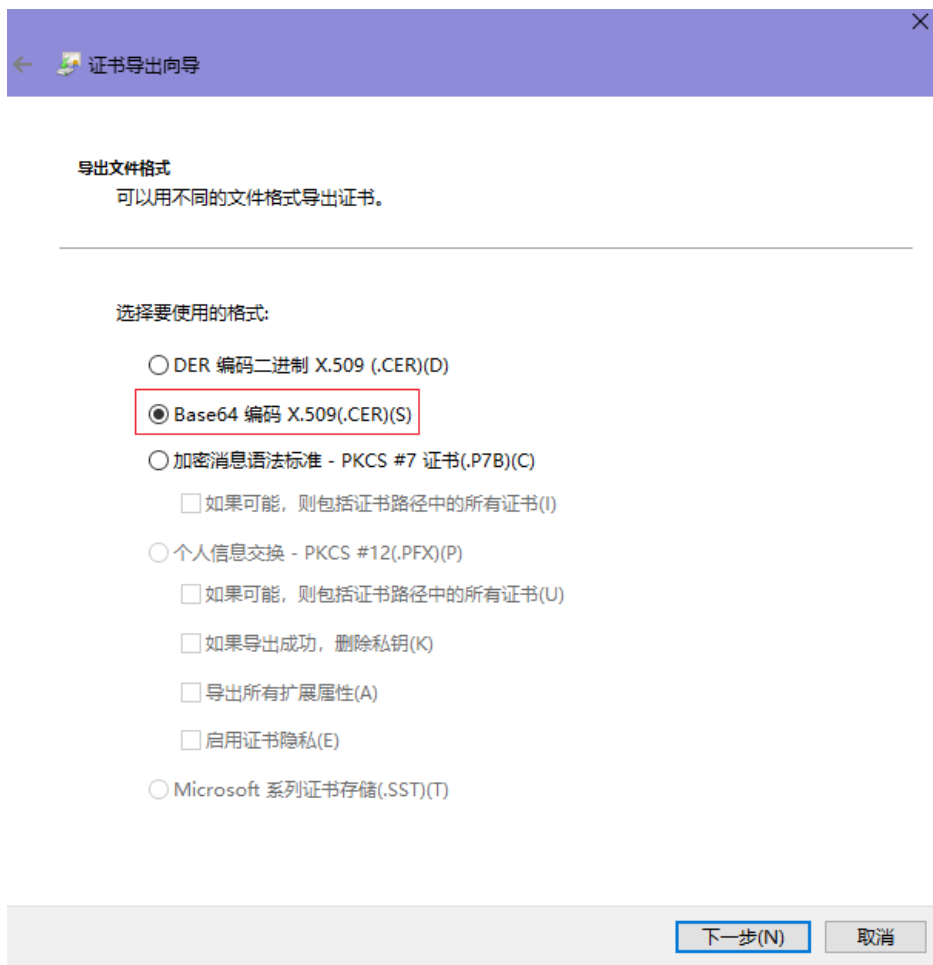 证书导出向导
导出文件格式
可以用不同的文件格式导出证书。
选择要使用的格式:
DER 编码二进制 X.509 (.CER)(D)
Base64 编码 X.509(.CER)(S)
加密消息语法标准 - PKCS #7 证书(.P7B)(C)
如果可能，则包括证书路径中的所有证书(I)
个人信息交换 - PKCS #12(.PFX)(P)
如果可能，则包括证书路径中的所有证书(U)
如果导出成功，删除私钥(K)
导出所有扩展属性(A)
启用证书隐私(E)
Microsoft 系列证书存储(.SST)(T)
下一步(N) 取消